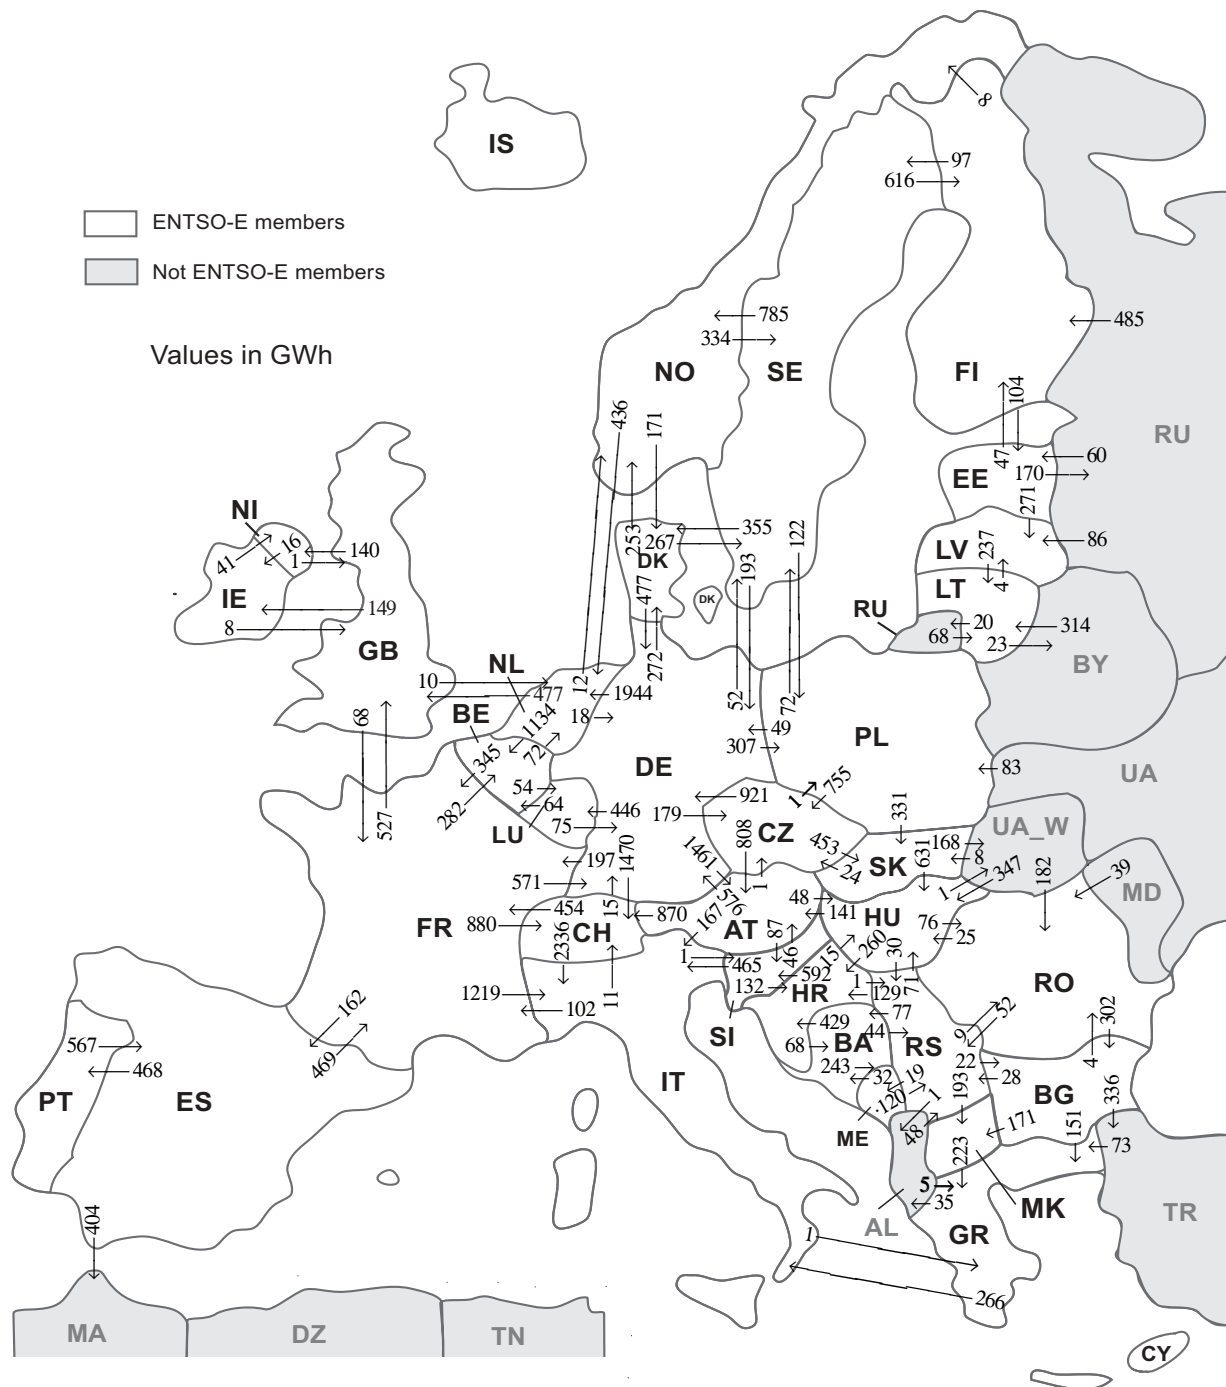 IS
8
97
616
ENTSO-E members
Not ENTSO-E members
785
334
485
Values in GWh
NO
SE
FI
RU
436
171
104
47
60
170
EE
271
NI
41
16
1
140
253
267
355
DK
193
122
LV
237
86
4
LT
IE
149
8
477
DK
RU
20
68
314
23
GB
BY
NL
10
477
12
272
1944
52
72
BE
68
1134
18
49
307
PL
345
72
DE
83
UA
54
921
1
755
282
64
446
179
331
UA_W
527
LU
75
CZ
808
453
168
1461
SK
631
8
197
1470
24
347
182
39
571
576
1
1
MD
48
454
15
870
167
141
HU
FR
880
CH
AT
87
76
2336
46
260
30
25
1
465
15
592
132
HR
1
129
71
RO
1219
11
102
SI
77
52
302
162
429
44
9
567
469
68
BA
RS
22
4
468
IT
243
32
19
193
28
336
PT
ES
120
1
BG
ME
48
171
151
73
223
5
35
MK
404
AL
GR
TR
1
266
MA
DZ
TN
CY